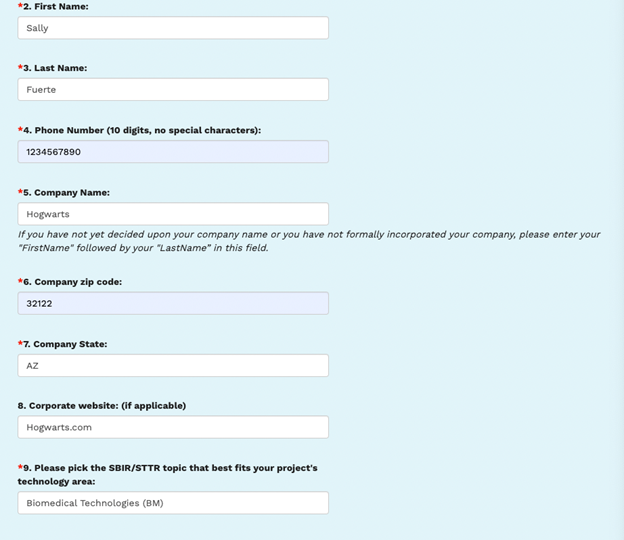 *2. First Name:
Sally
*3. Last Name:
Fuerte
*4. Phone Number (10 digits, no special characters):
1234567890
*5. Company Name:
Hogwarts
If you have not yet decided upon your company name or you have not formally incorporated your company, please enter your
"FirstName" followed by your "LastName" in this field.
*6. Company zip code:
32122
*7. Company State:
AZ
8. Corporate website: (if applicable)
Hogwarts.com
*9. Please pick the SBIR/STTR topic that best fits your project's
technology area:
Biomedical Technologies (BM)